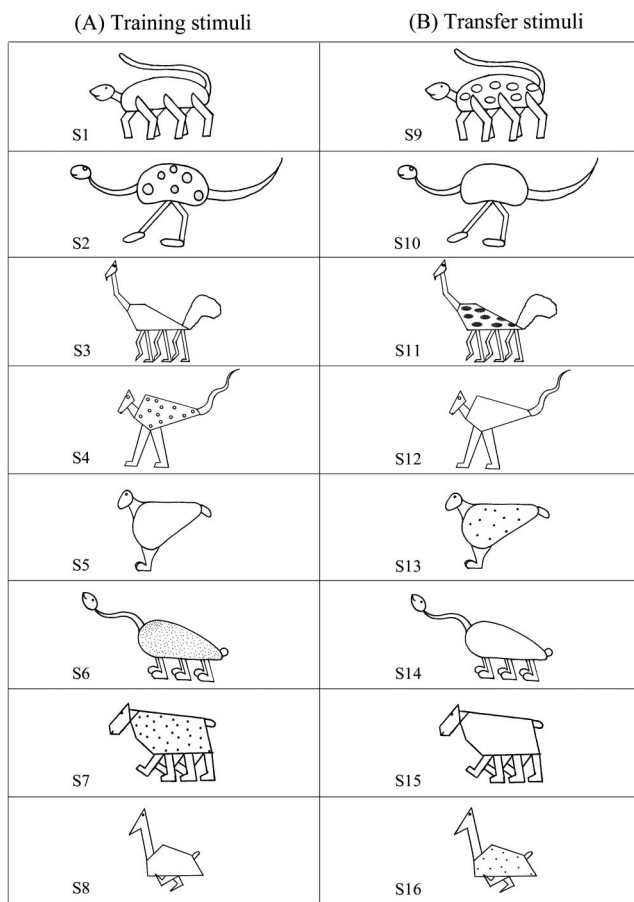 (A) Training stimuli (B) Transfer stimuli
S1 S9
S2 S10
S3 S11
S4 S12
S5 S13
S6 S14
S7 S15
S8 S16